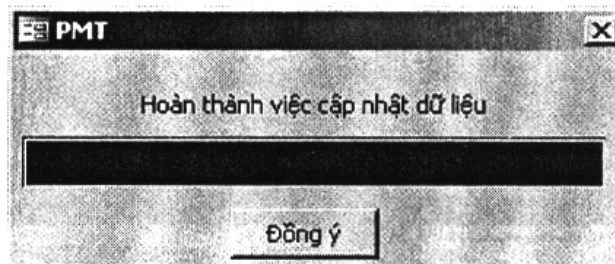 PMT
Hoàn thành việc cập nhật dữ liệu
Đồng ý